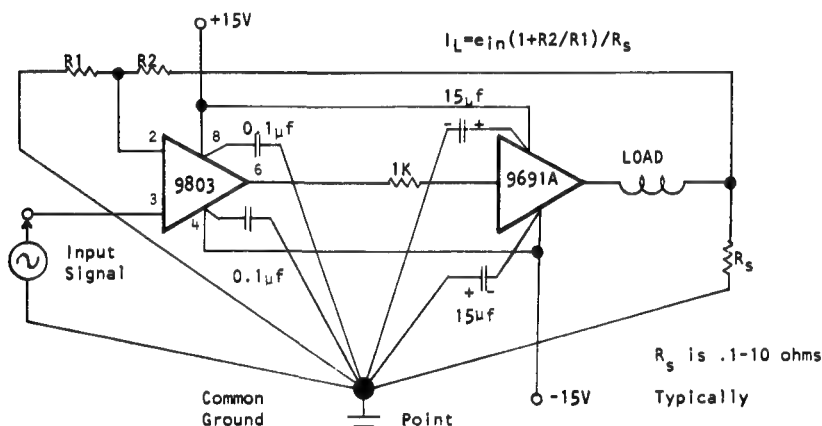 +15V
I_L=e_in(1+R2/R1)/R_s
R1
R2
15µf
- +
2
8
0.1µf
6
1K
LOAD
9803
9691A
3
4
Input
Signal
0.1µf
+ -
15µf
R_s
R_s is .1-10 ohms
Typically
-15V
Common
Ground
Point